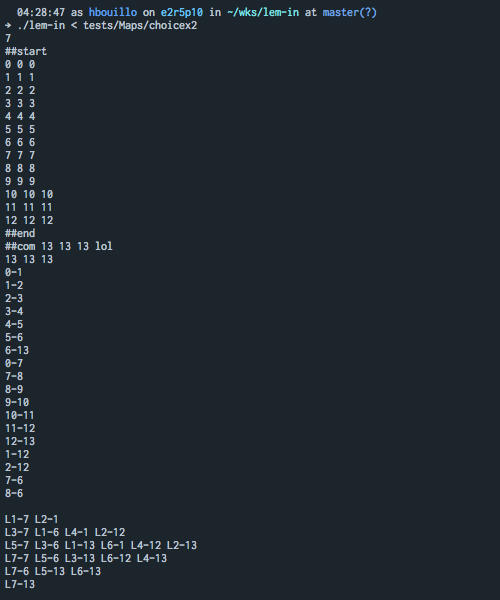 04:28:47 as hbouillo on e2r5p10 in ~/wks/lem-in at master(?)
➜ ./lem-in < tests/Maps/choicex2
7
##start
0 0 0
1 1 1
2 2 2
3 3 3
4 4 4
5 5 5
6 6 6
7 7 7
8 8 8
9 9 9
10 10 10
11 11 11
12 12 12
##end
##com 13 13 13 lol
13 13 13
0-1
1-2
2-3
3-4
4-5
5-6
6-13
0-7
7-8
8-9
9-10
10-11
11-12
12-13
1-12
2-12
7-6
8-6
L1-7 L2-1
L3-7 L1-6 L4-1 L2-12
L5-7 L3-6 L1-13 L6-1 L4-12 L2-13
L7-7 L5-6 L3-13 L6-12 L4-13
L7-6 L5-13 L6-13
L7-13